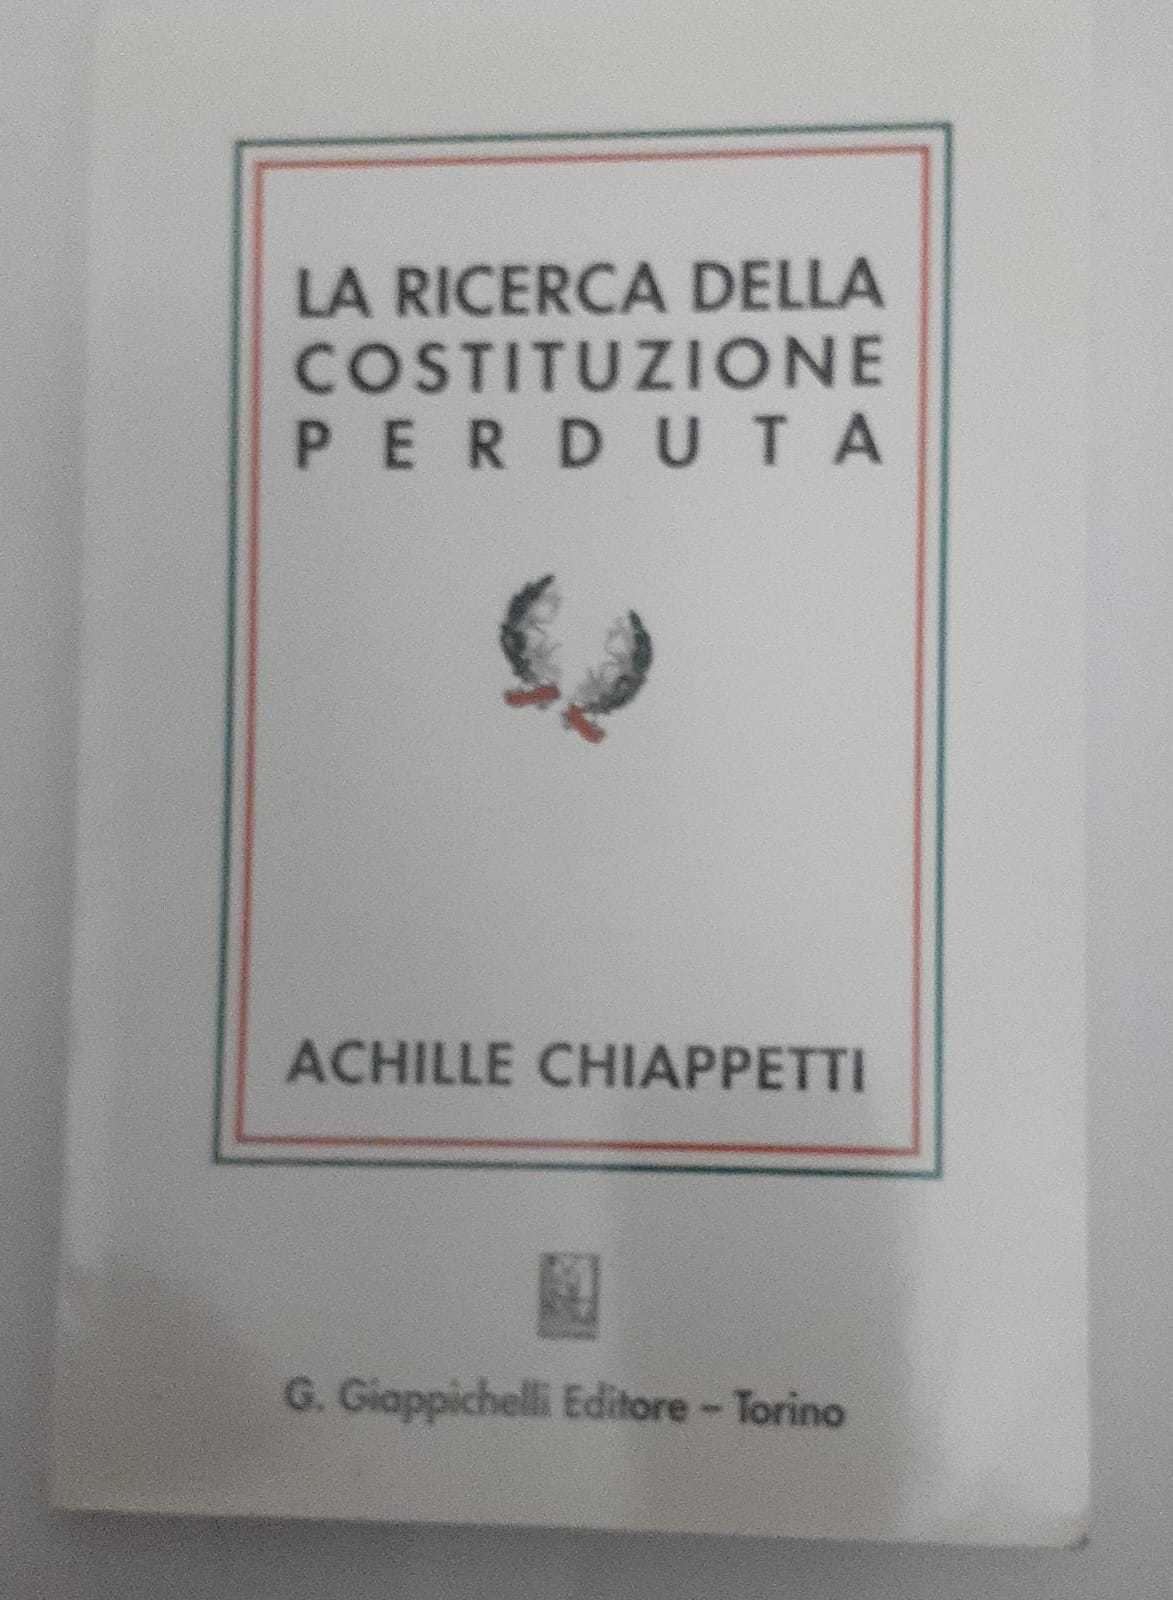 LA RICERCA DELLA
COSTITUZIONE
PERDUTA
ACHILLE CHIAPPETTI
G. Giappichelli Editore – Torino